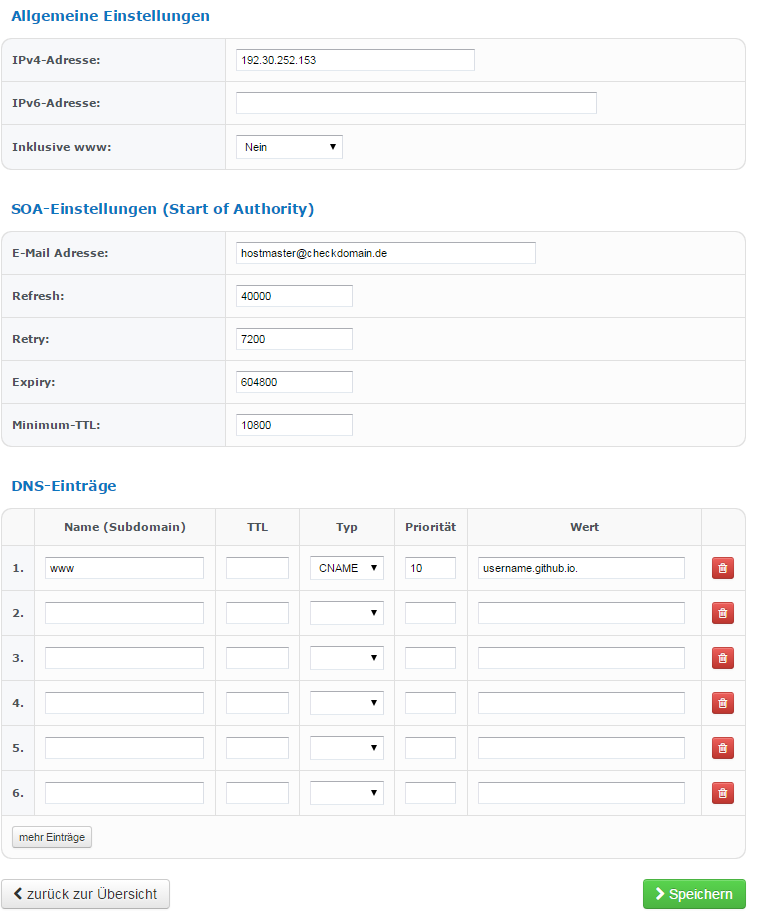 Allgemeine Einstellungen
IPv4-Adresse: 192.30.252.153
IPv6-Adresse:
Inklusive www: Nein
SOA-Einstellungen (Start of Authority)
E-Mail Adresse: hostmaster@checkdomain.de
Refresh: 40000
Retry: 7200
Expiry: 604800
Minimum-TTL: 10800
DNS-Einträge
Name (Subdomain) TTL Typ Priorität Wert
1. www CNAME 10 username.github.io.
2.
3.
4.
5.
6.
mehr Einträge
zurück zur Übersicht Speichern